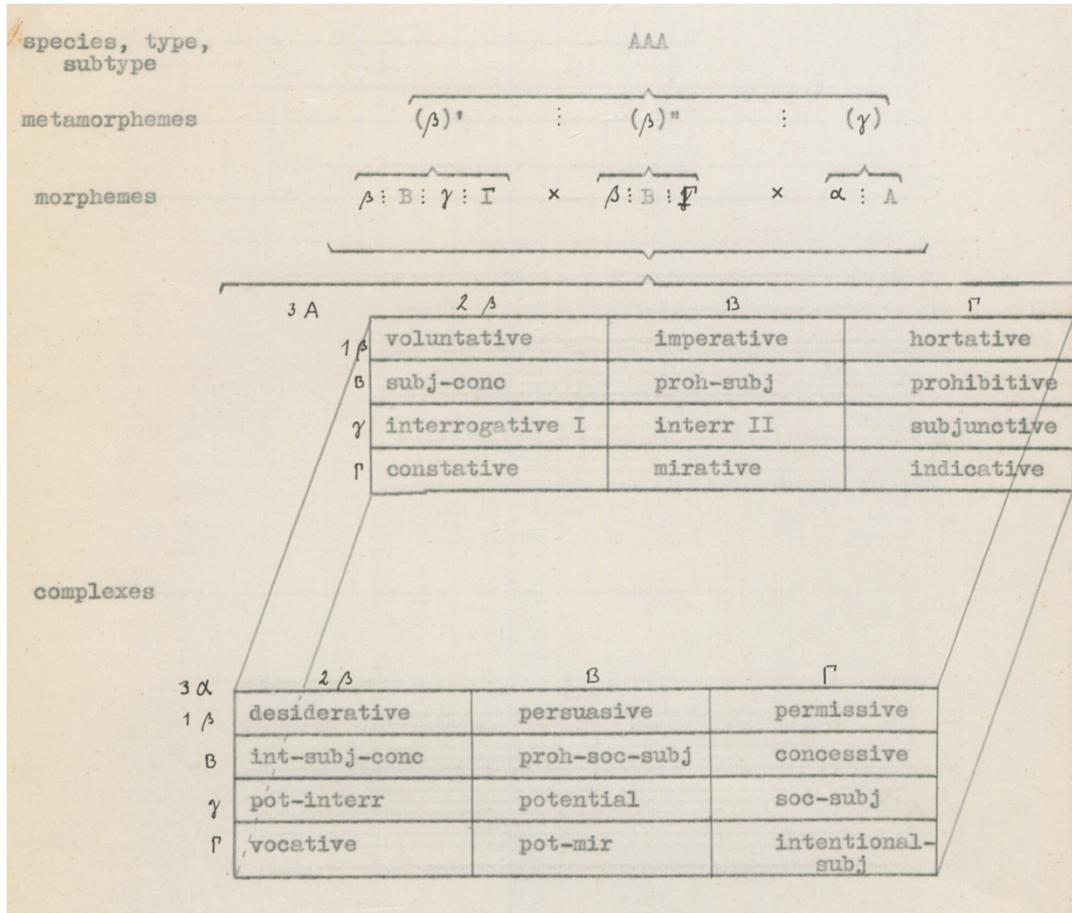 species, type, AAA
subtype
metamorphemes (β)' ⋮ (β)" ⋮ (γ)
morphemes β ⋮ B ⋮ γ ⋮ Γ × β ⋮ B ⋮ Γ × α ⋮ A
3 A 2 β B Γ
1 β voluntative imperative hortative
B subj-conc proh-subj prohibitive
γ interrogative I interr II subjunctive
Γ constative mirative indicative
complexes
3 α 2 β B Γ
1 β desiderative persuasive permissive
B int-subj-conc proh-soc-subj concessive
γ pot-interr potential soc-subj
Γ vocative pot-mir intentional-
subj